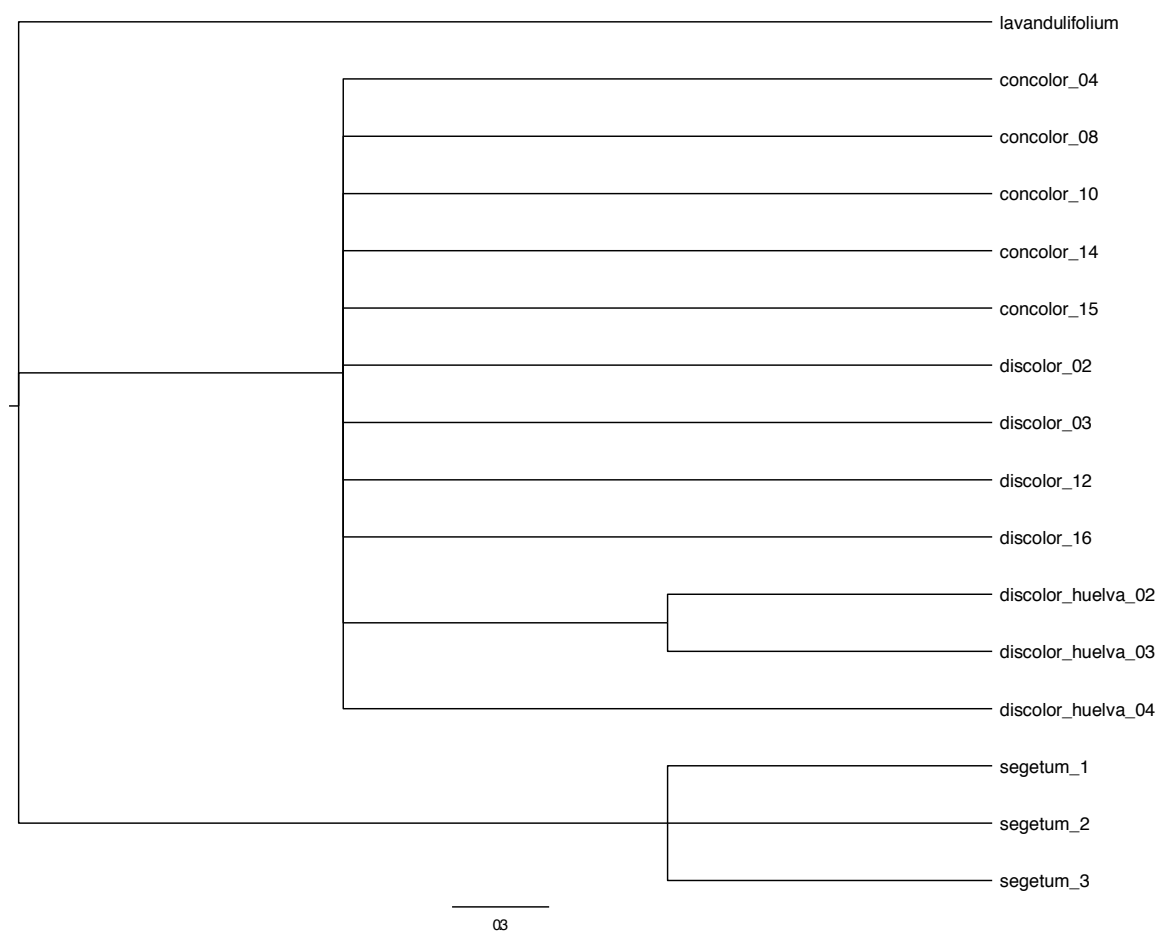 lavandulifolium
concolor_04
concolor_08
concolor_10
concolor_14
concolor_15
discolor_02
discolor_03
discolor_12
discolor_16
discolor_huelva_02
discolor_huelva_03
discolor_huelva_04
segetum_1
segetum_2
segetum_3
03